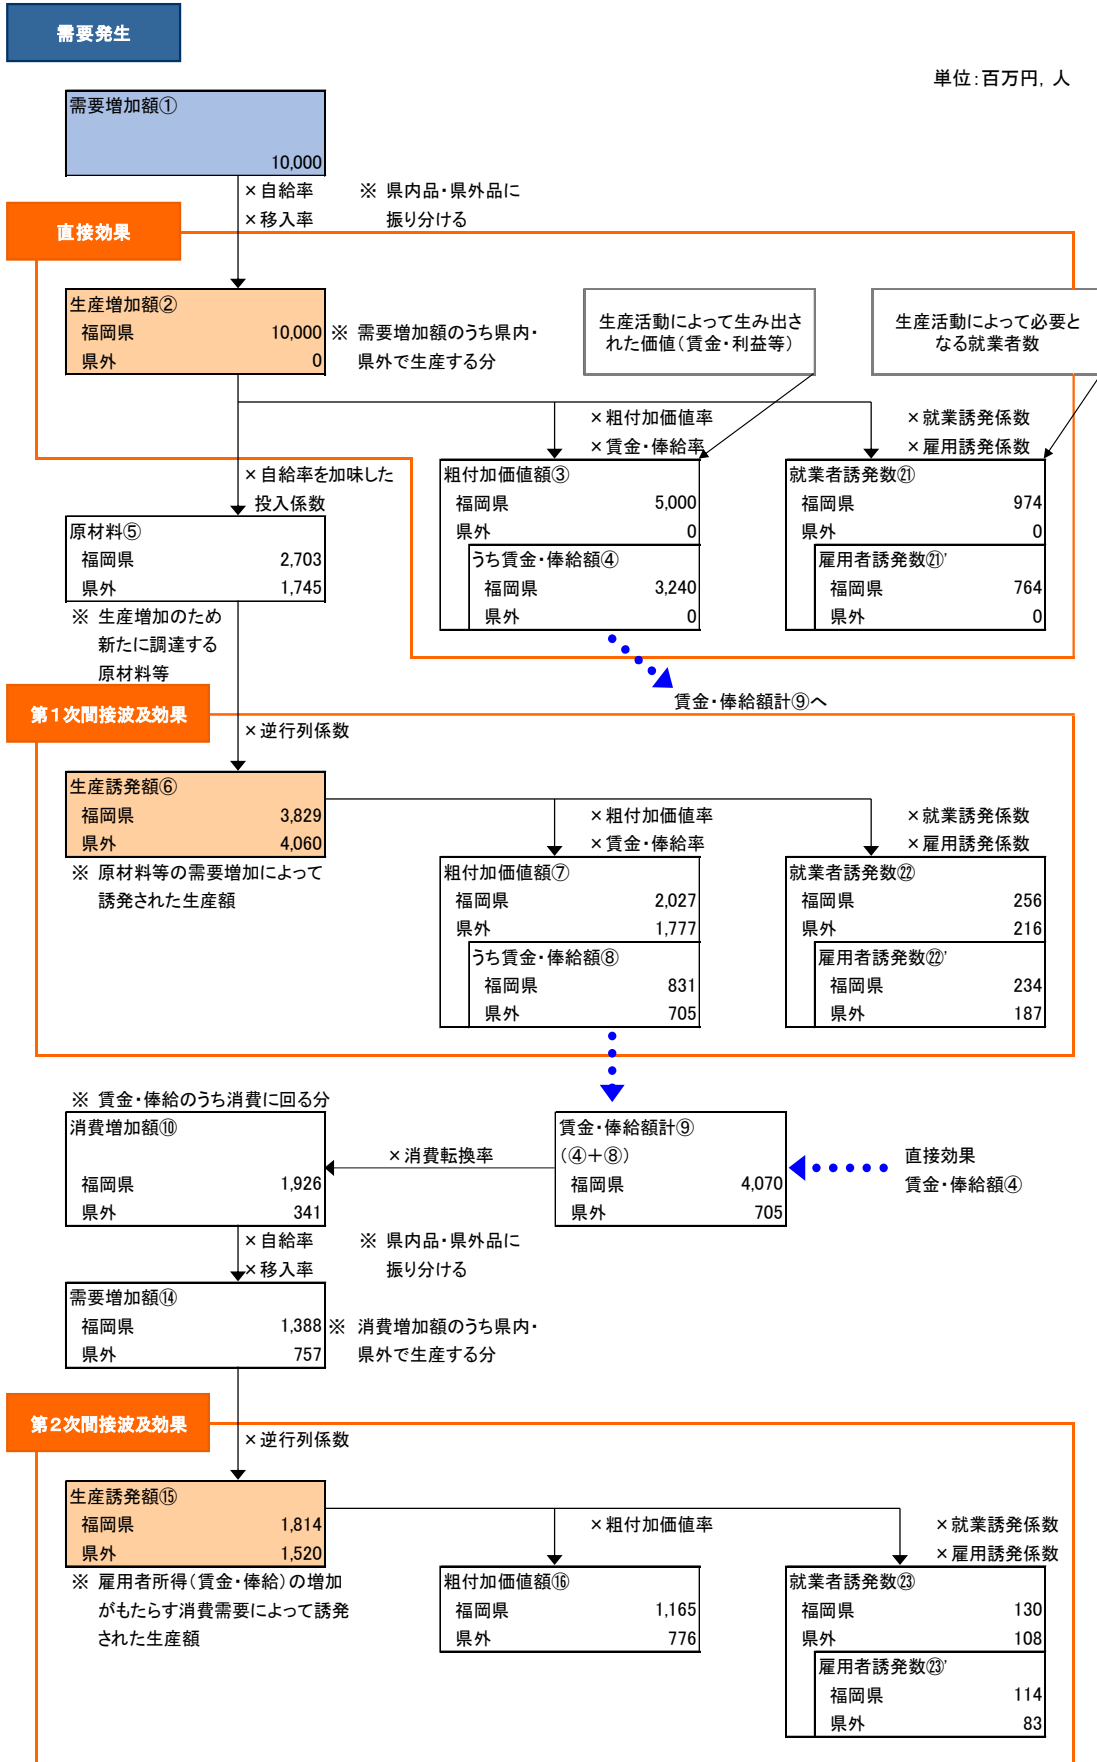 需要発生
単位:百万円, 人
需要増加額①
10,000
×自給率
×移入率
※ 県内品・県外品に
振り分ける
直接効果
生産増加額②
福岡県 10,000
県外 0
※ 需要増加額のうち県内・
県外で生産する分
生産活動によって生み出さ
れた価値(賃金・利益等)
生産活動によって必要と
なる就業者数
×粗付加価値率
×賃金・俸給率
×就業誘発係数
×雇用誘発係数
×自給率を加味した
投入係数
粗付加価値額③
福岡県 5,000
県外 0
うち賃金・俸給額④
福岡県 3,240
県外 0
就業者誘発数㉑
福岡県 974
県外 0
雇用者誘発数㉑'
福岡県 764
県外 0
原材料⑤
福岡県 2,703
県外 1,745
※ 生産増加のため
新たに調達する
原材料等
賃金・俸給額計⑨へ
第1次間接波及効果
×逆行列係数
生産誘発額⑥
福岡県 3,829
県外 4,060
※ 原材料等の需要増加によって
誘発された生産額
×粗付加価値率
×賃金・俸給率
×就業誘発係数
×雇用誘発係数
粗付加価値額⑦
福岡県 2,027
県外 1,777
うち賃金・俸給額⑧
福岡県 831
県外 705
就業者誘発数㉒
福岡県 256
県外 216
雇用者誘発数㉒'
福岡県 234
県外 187
※ 賃金・俸給のうち消費に回る分
消費増加額⑩
福岡県 1,926
県外 341
×消費転換率
賃金・俸給額計⑨
(④+⑧)
福岡県 4,070
県外 705
直接効果
賃金・俸給額④
×自給率
×移入率
※ 県内品・県外品に
振り分ける
需要増加額⑭
福岡県 1,388
県外 757
※ 消費増加額のうち県内・
県外で生産する分
第2次間接波及効果
×逆行列係数
生産誘発額⑮
福岡県 1,814
県外 1,520
※ 雇用者所得(賃金・俸給)の増加
がもたらす消費需要によって誘発
された生産額
×粗付加価値率
×就業誘発係数
×雇用誘発係数
粗付加価値額⑯
福岡県 1,165
県外 776
就業者誘発数㉓
福岡県 130
県外 108
雇用者誘発数㉓'
福岡県 114
県外 83